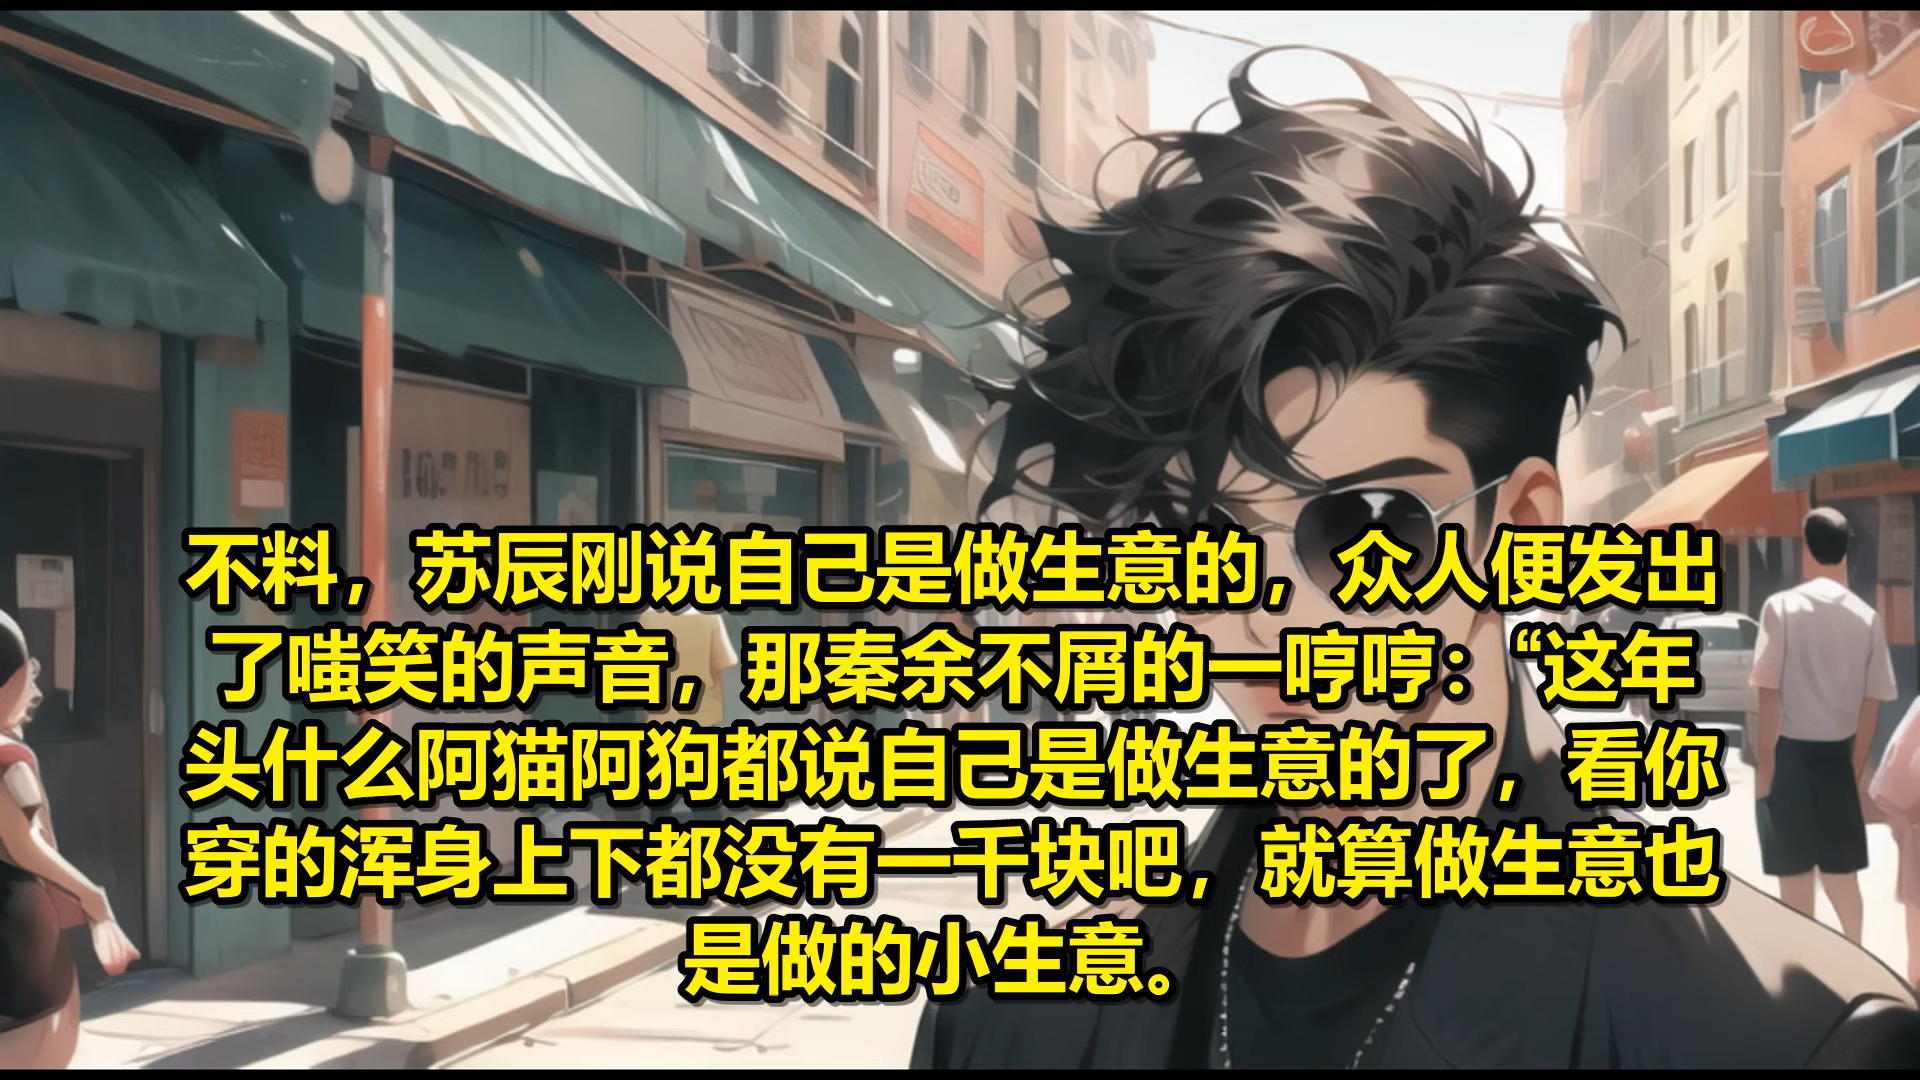 不料，苏辰刚说自己是做生意的，众人便发出
了嗤笑的声音，那秦余不屑的一哼哼：“这年
头什么阿猫阿狗都说自己是做生意的了，看你
穿的浑身上下都没有一千块吧，就算做生意也
是做的小生意。